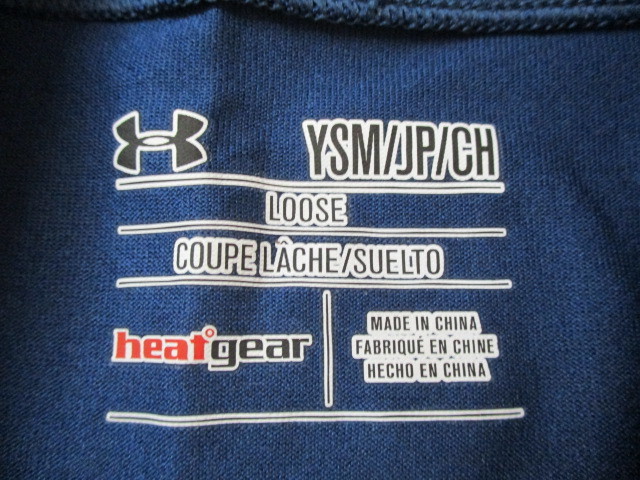 YSM/JP/CH
LOOSE
COUPE LÂCHE/SUELTO
heatgear
MADE IN CHINA
FABRIQUÉ EN CHINE
HECHO EN CHINA